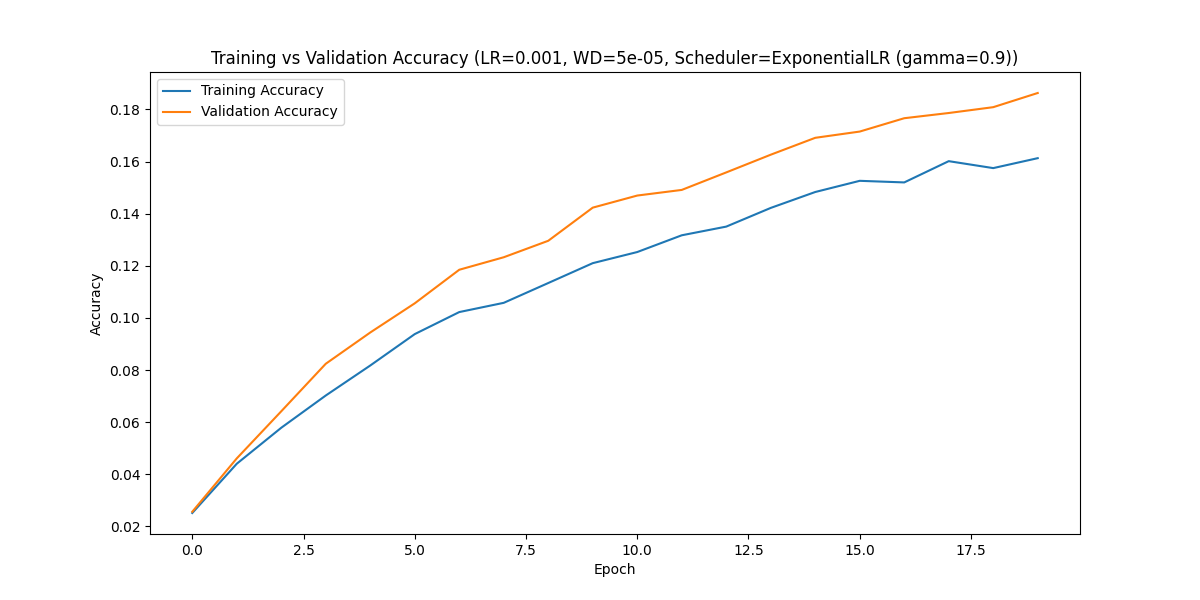 Training vs Validation Accuracy (LR=0.001, WD=5e-05, Scheduler=ExponentialLR (gamma=0.9))
Training Accuracy
Validation Accuracy
Accuracy
0.18
0.16
0.14
0.12
0.10
0.08
0.06
0.04
0.02
0.0 2.5 5.0 7.5 10.0 12.5 15.0 17.5
Epoch